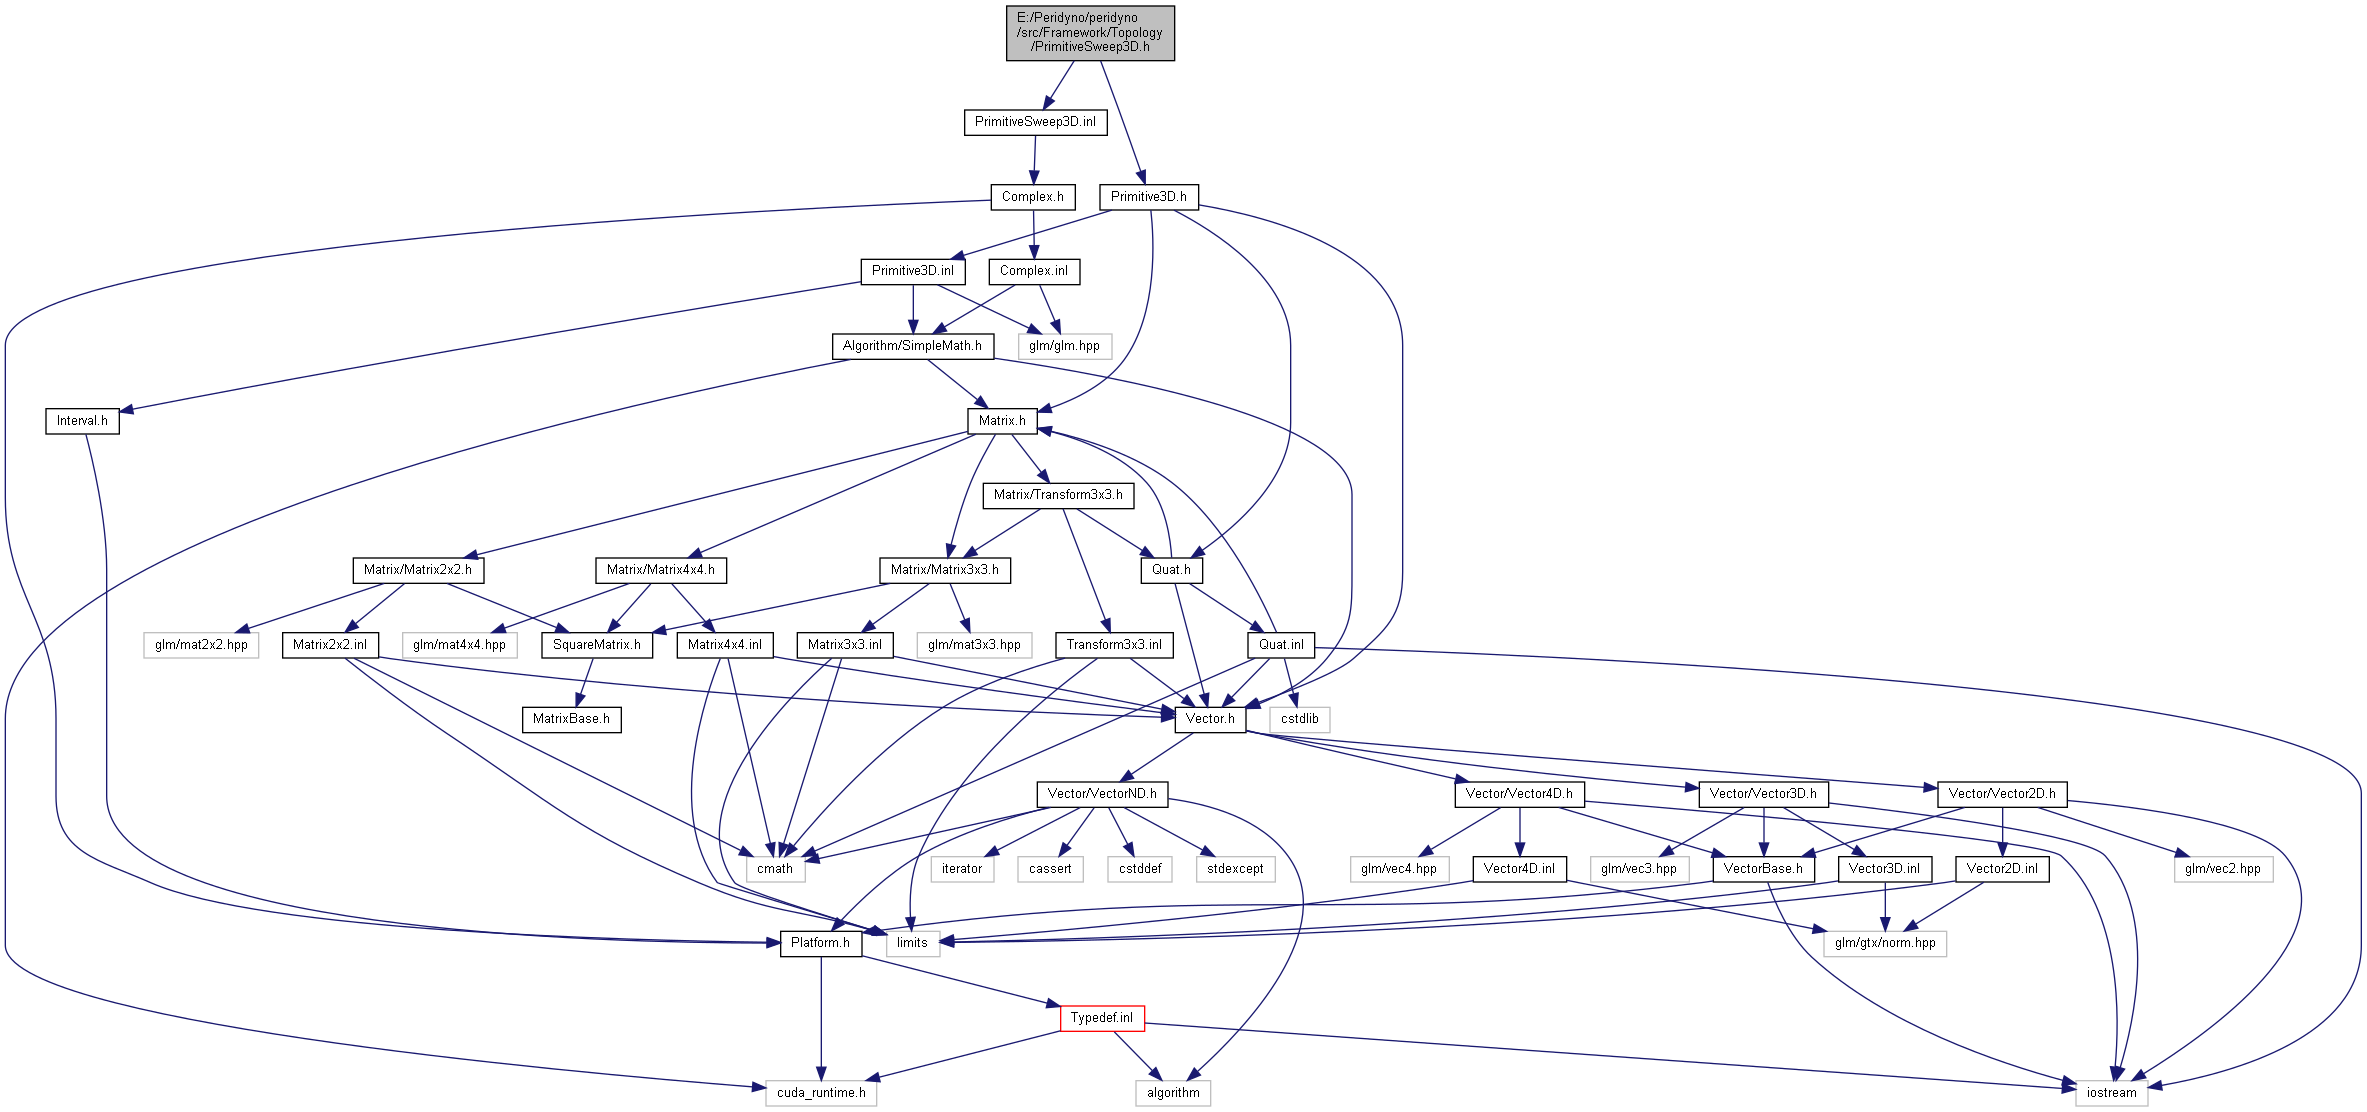 E:/Peridyno/peridyno
/src/Framework/Topology
/PrimitiveSweep3D.h
PrimitiveSweep3D.inl
Complex.h
Primitive3D.h
Primitive3D.inl
Complex.inl
Algorithm/SimpleMath.h
glm/glm.hpp
Interval.h
Matrix.h
Matrix/Transform3x3.h
Matrix/Matrix2x2.h
Matrix/Matrix4x4.h
Matrix/Matrix3x3.h
Quat.h
glm/mat2x2.hpp
Matrix2x2.inl
glm/mat4x4.hpp
SquareMatrix.h
Matrix4x4.inl
Matrix3x3.inl
glm/mat3x3.hpp
Transform3x3.inl
Quat.inl
MatrixBase.h
Vector.h
cstdlib
Vector/VectorND.h
Vector/Vector4D.h
Vector/Vector3D.h
Vector/Vector2D.h
cmath
iterator
cassert
cstddef
stdexcept
glm/vec4.hpp
Vector4D.inl
glm/vec3.hpp
VectorBase.h
Vector3D.inl
Vector2D.inl
glm/vec2.hpp
Platform.h
limits
glm/gtx/norm.hpp
Typedef.inl
cuda_runtime.h
algorithm
iostream